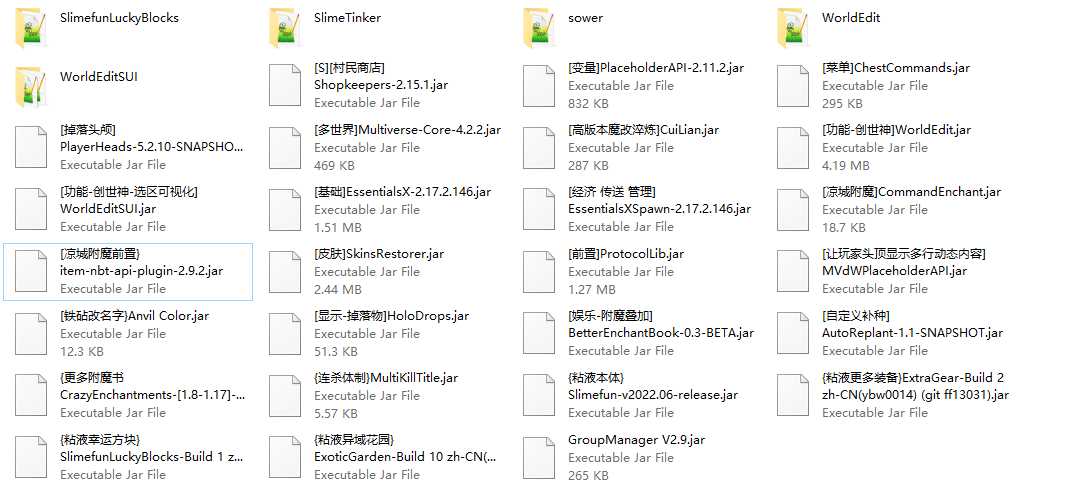 SlimefunLuckyBlocks
SlimeTinker
sower
WorldEdit
WorldEditSUI
[S][村民商店]
Shopkeepers-2.15.1.jar
Executable Jar File
[变量]PlaceholderAPI-2.11.2.jar
Executable Jar File
832 KB
[菜单]ChestCommands.jar
Executable Jar File
295 KB
[掉落头颅]
PlayerHeads-5.2.10-SNAPSHO...
Executable Jar File
[多世界]Multiverse-Core-4.2.2.jar
Executable Jar File
469 KB
[高版本魔改淬炼]CuiLian.jar
Executable Jar File
287 KB
[功能-创世神]WorldEdit.jar
Executable Jar File
4.19 MB
[功能-创世神-选区可视化]
WorldEditSUI.jar
Executable Jar File
[基础]EssentialsX-2.17.2.146.jar
Executable Jar File
1.51 MB
[经济 传送 管理]
EssentialsXSpawn-2.17.2.146.jar
Executable Jar File
[凉城附魔]CommandEnchant.jar
Executable Jar File
18.7 KB
[凉城附魔前置}
item-nbt-api-plugin-2.9.2.jar
Executable Jar File
[皮肤]SkinsRestorer.jar
Executable Jar File
2.44 MB
[前置]ProtocolLib.jar
Executable Jar File
1.27 MB
[让玩家头顶显示多行动态内容]
MVdWPlaceholderAPI.jar
Executable Jar File
[铁砧改名字}Anvil Color.jar
Executable Jar File
12.3 KB
[显示-掉落物]HoloDrops.jar
Executable Jar File
51.3 KB
[娱乐-附魔叠加]
BetterEnchantBook-0.3-BETA.jar
Executable Jar File
[自定义补种]
AutoReplant-1.1-SNAPSHOT.jar
Executable Jar File
{更多附魔书
CrazyEnchantments-[1.8-1.17]-...
Executable Jar File
{连杀体制}MultiKillTitle.jar
Executable Jar File
5.57 KB
{粘液本体}
Slimefun-v2022.06-release.jar
Executable Jar File
{粘液更多装备}ExtraGear-Build 2
zh-CN(ybw0014) (git ff13031).jar
Executable Jar File
{粘液幸运方块}
SlimefunLuckyBlocks-Build 1 z...
Executable Jar File
{粘液异域花园}
ExoticGarden-Build 10 zh-CN(...
Executable Jar File
GroupManager V2.9.jar
Executable Jar File
265 KB